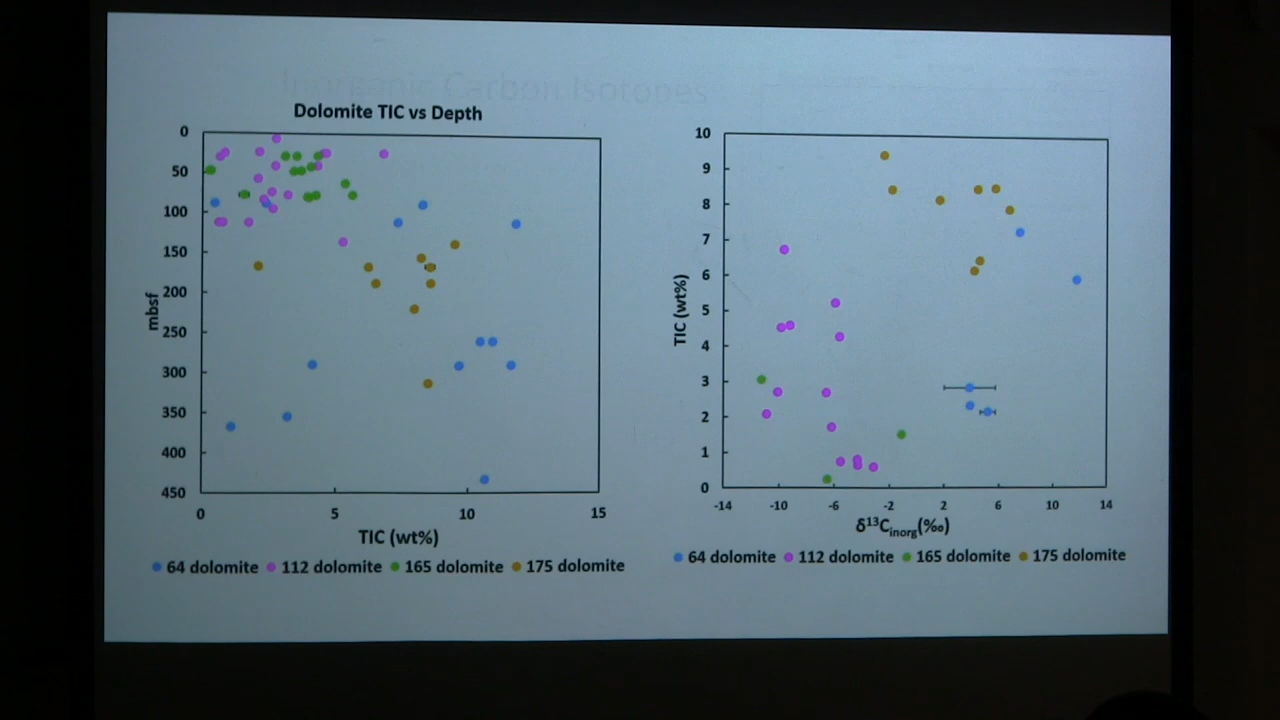 Inorganic Carbon Isotopes
Dolomite TIC vs Depth
0
50
100
150
200
250
300
350
400
450
mbsf
0 5 10 15
TIC (wt%)
64 dolomite 112 dolomite 165 dolomite 175 dolomite
10
9
8
7
6
5
4
3
2
1
0
TIC (wt%)
-14 -10 -6 -2 2 6 10 14
δ¹³Cinorg(‰)
64 dolomite 112 dolomite 165 dolomite 175 dolomite